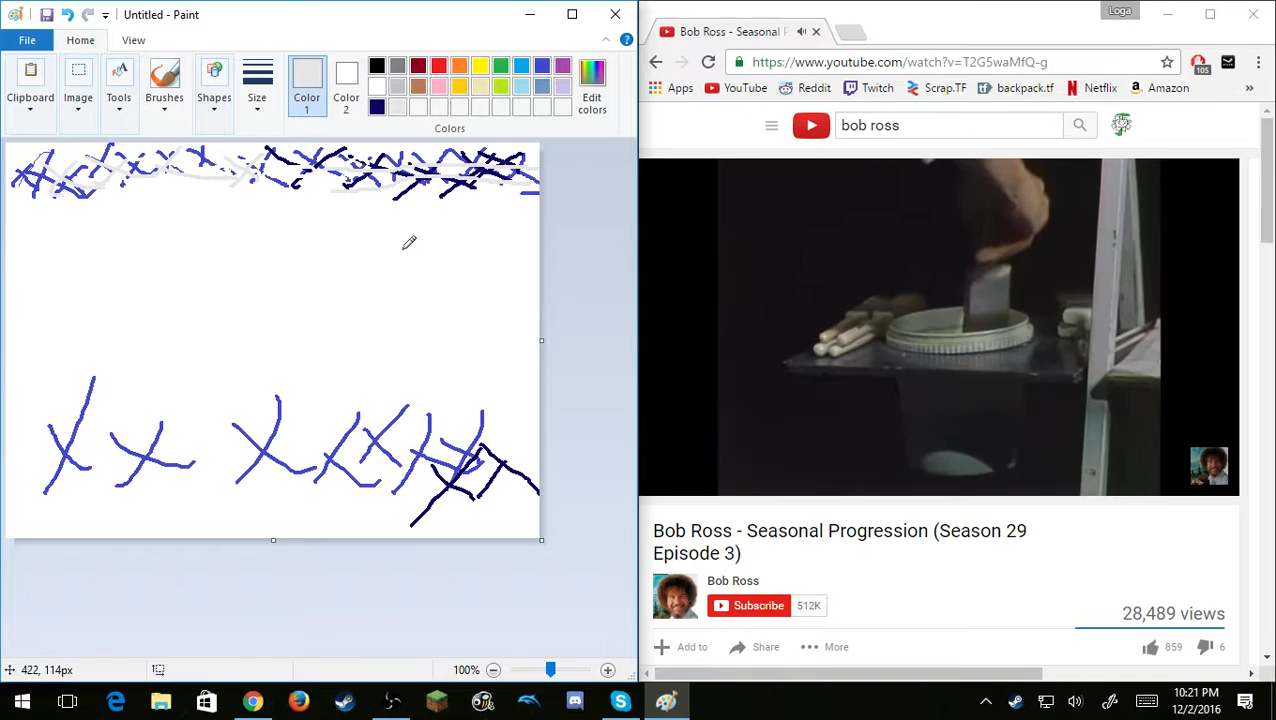 Untitled - Paint
File
Home
View
Clipboard
Image
Tools
Brushes
Shapes
Size
Color 1
Color 2
Edit colors
Colors
422, 114px
100%
Loga
Bob Ross - Seasonal P
https://www.youtube.com/watch?v=T2G5waMfQ-g
105
Apps
YouTube
Reddit
Twitch
Scrap.TF
backpack.tf
Netflix
Amazon
»
bob ross
Bob Ross - Seasonal Progression (Season 29
Episode 3)
Bob Ross
Subscribe
512K
28,489 views
Add to
Share
More
859
6
10:21 PM
12/2/2016